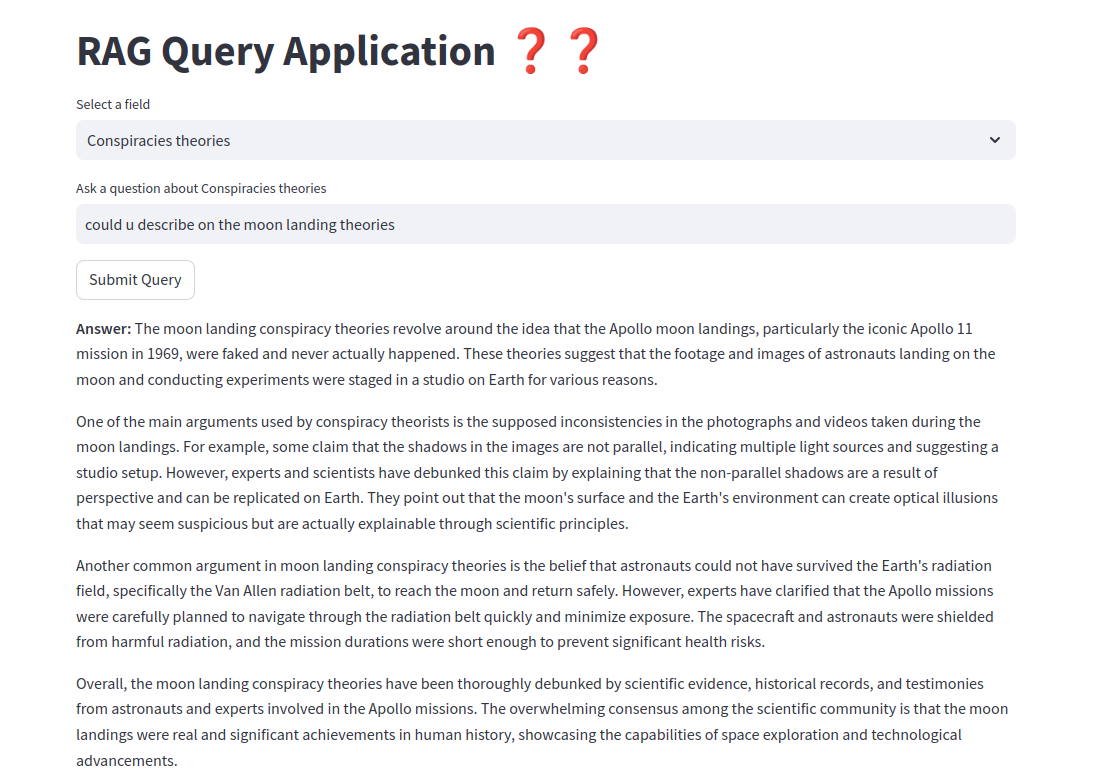 RAG Query Application ❓❓
Select a field
Conspiracies theories
Ask a question about Conspiracies theories
could u describe on the moon landing theories
Submit Query
Answer: The moon landing conspiracy theories revolve around the idea that the Apollo moon landings, particularly the iconic Apollo 11
mission in 1969, were faked and never actually happened. These theories suggest that the footage and images of astronauts landing on the
moon and conducting experiments were staged in a studio on Earth for various reasons.
One of the main arguments used by conspiracy theorists is the supposed inconsistencies in the photographs and videos taken during the
moon landings. For example, some claim that the shadows in the images are not parallel, indicating multiple light sources and suggesting a
studio setup. However, experts and scientists have debunked this claim by explaining that the non-parallel shadows are a result of
perspective and can be replicated on Earth. They point out that the moon's surface and the Earth's environment can create optical illusions
that may seem suspicious but are actually explainable through scientific principles.
Another common argument in moon landing conspiracy theories is the belief that astronauts could not have survived the Earth's radiation
field, specifically the Van Allen radiation belt, to reach the moon and return safely. However, experts have clarified that the Apollo missions
were carefully planned to navigate through the radiation belt quickly and minimize exposure. The spacecraft and astronauts were shielded
from harmful radiation, and the mission durations were short enough to prevent significant health risks.
Overall, the moon landing conspiracy theories have been thoroughly debunked by scientific evidence, historical records, and testimonies
from astronauts and experts involved in the Apollo missions. The overwhelming consensus among the scientific community is that the moon
landings were real and significant achievements in human history, showcasing the capabilities of space exploration and technological
advancements.